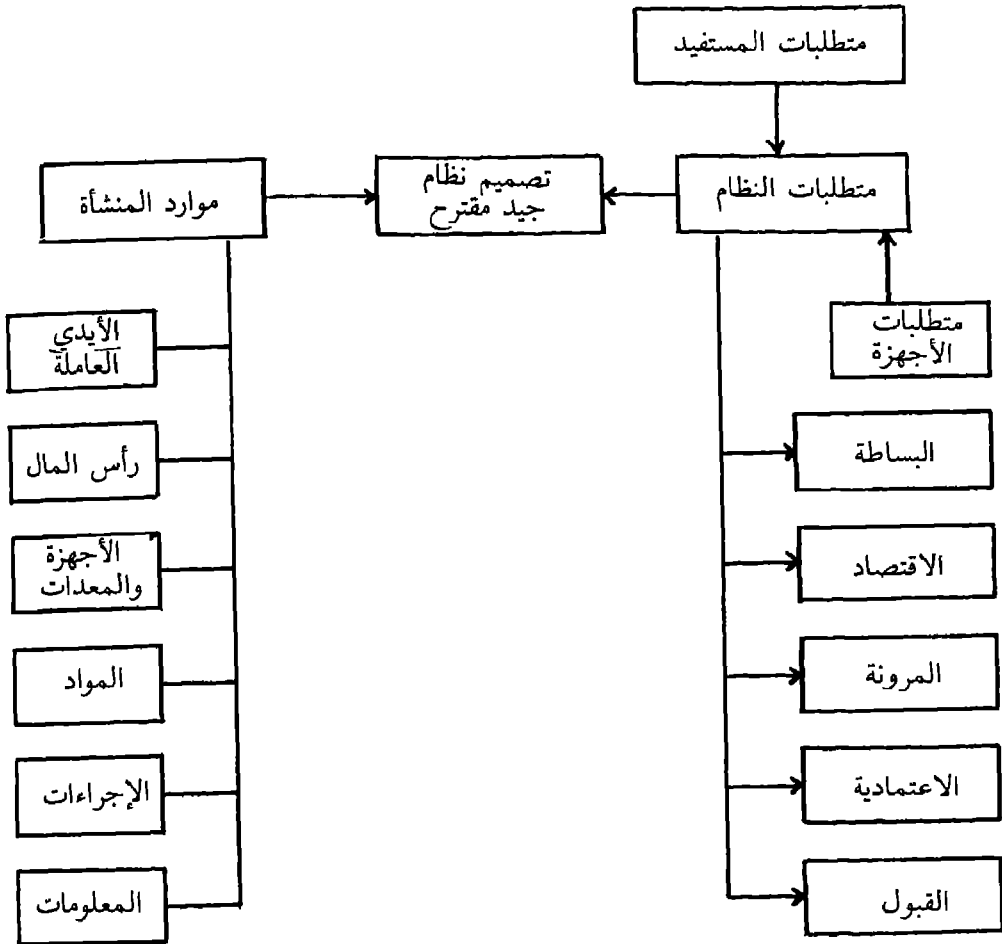 متطلبات المستفيد
متطلبات النظام
تصميم نظام
جيد مقترح
موارد المنشأة
متطلبات
الأجهزة
البساطة
الاقتصاد
المرونة
الاعتمادية
القبول
الأيدي
العاملة
رأس المال
الأجهزة
والمعدات
المواد
الإجراءات
المعلومات